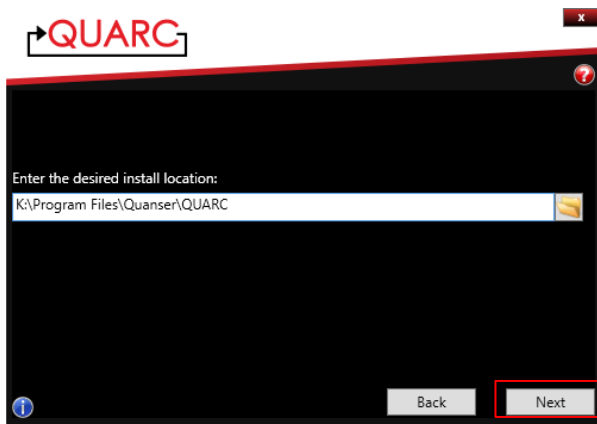 QUARC
x
?
Enter the desired install location:
K:\Program Files\Quanser\QUARC
i
Back
Next